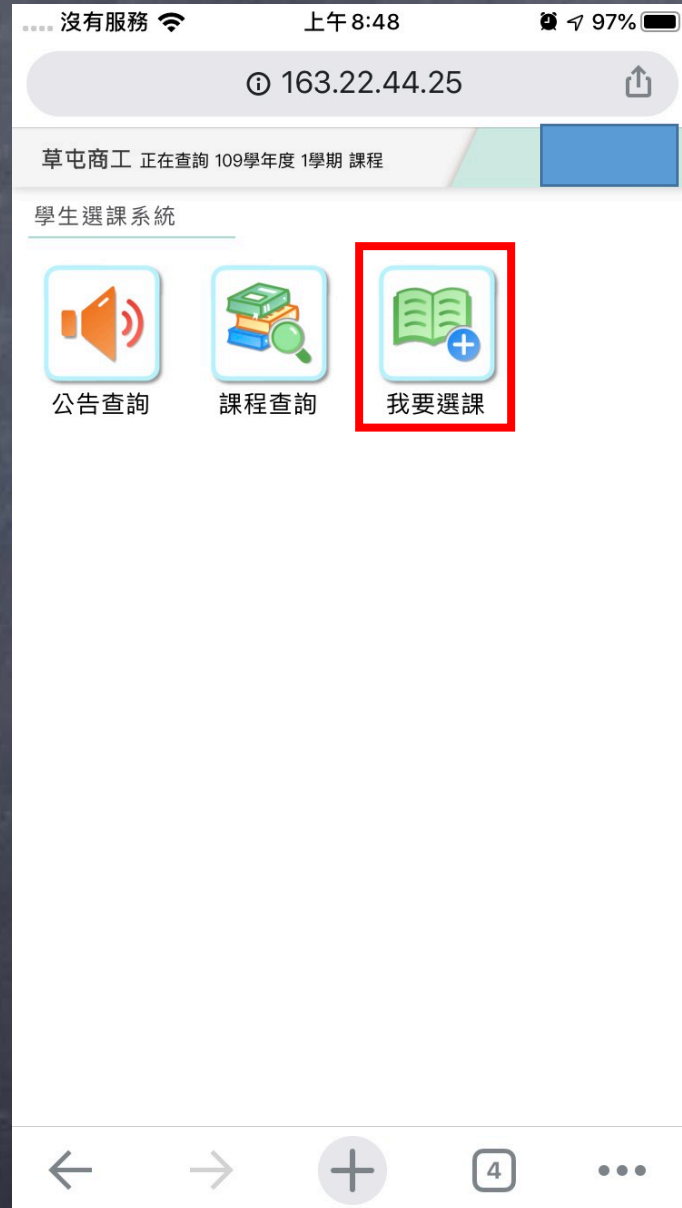 沒有服務 上午8:48 97%
163.22.44.25
草屯商工 正在查詢 109學年度 1學期 課程
學生選課系統
公告查詢 課程查詢 我要選課
4